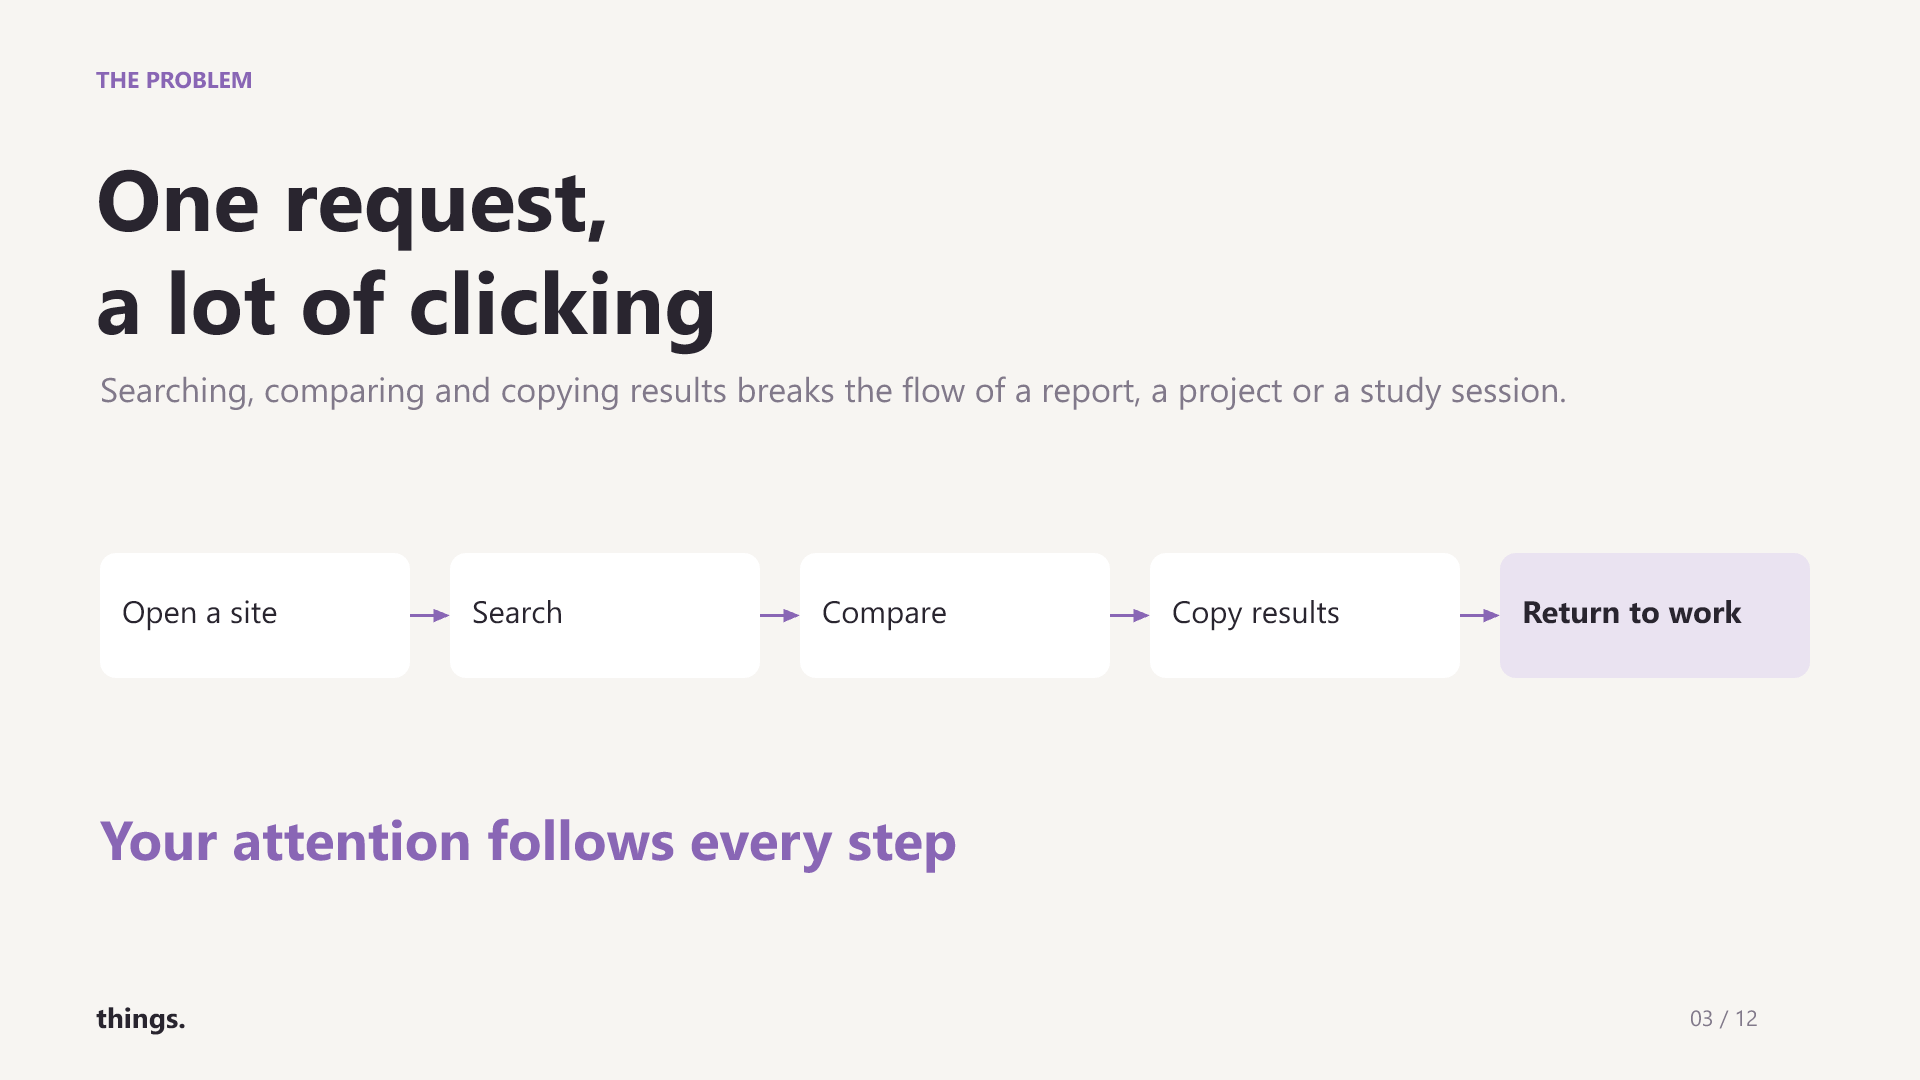 THE PROBLEM
One request,
a lot of clicking
Searching, comparing and copying results breaks the flow of a report, a project or a study session.
Open a site
Search
Compare
Copy results
Return to work
Your attention follows every step
things.
03 / 12